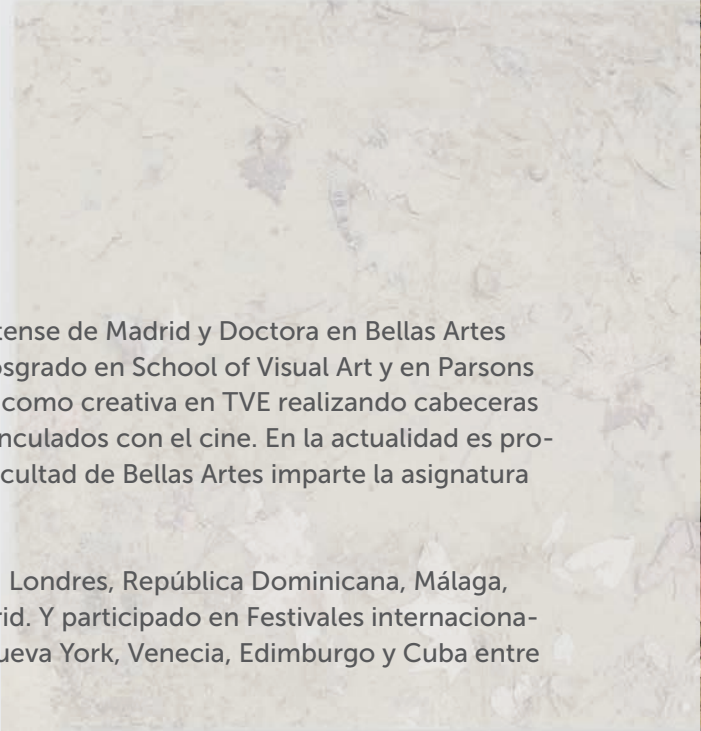 tense de Madrid y Doctora en Bellas Artes
osgrado en School of Visual Art y en Parsons
como creativa en TVE realizando cabeceras
nculados con el cine. En la actualidad es pro-
cultad de Bellas Artes imparte la asignatura
Londres, República Dominicana, Málaga,
rid. Y participado en Festivales internaciona-
ueva York, Venecia, Edimburgo y Cuba entre